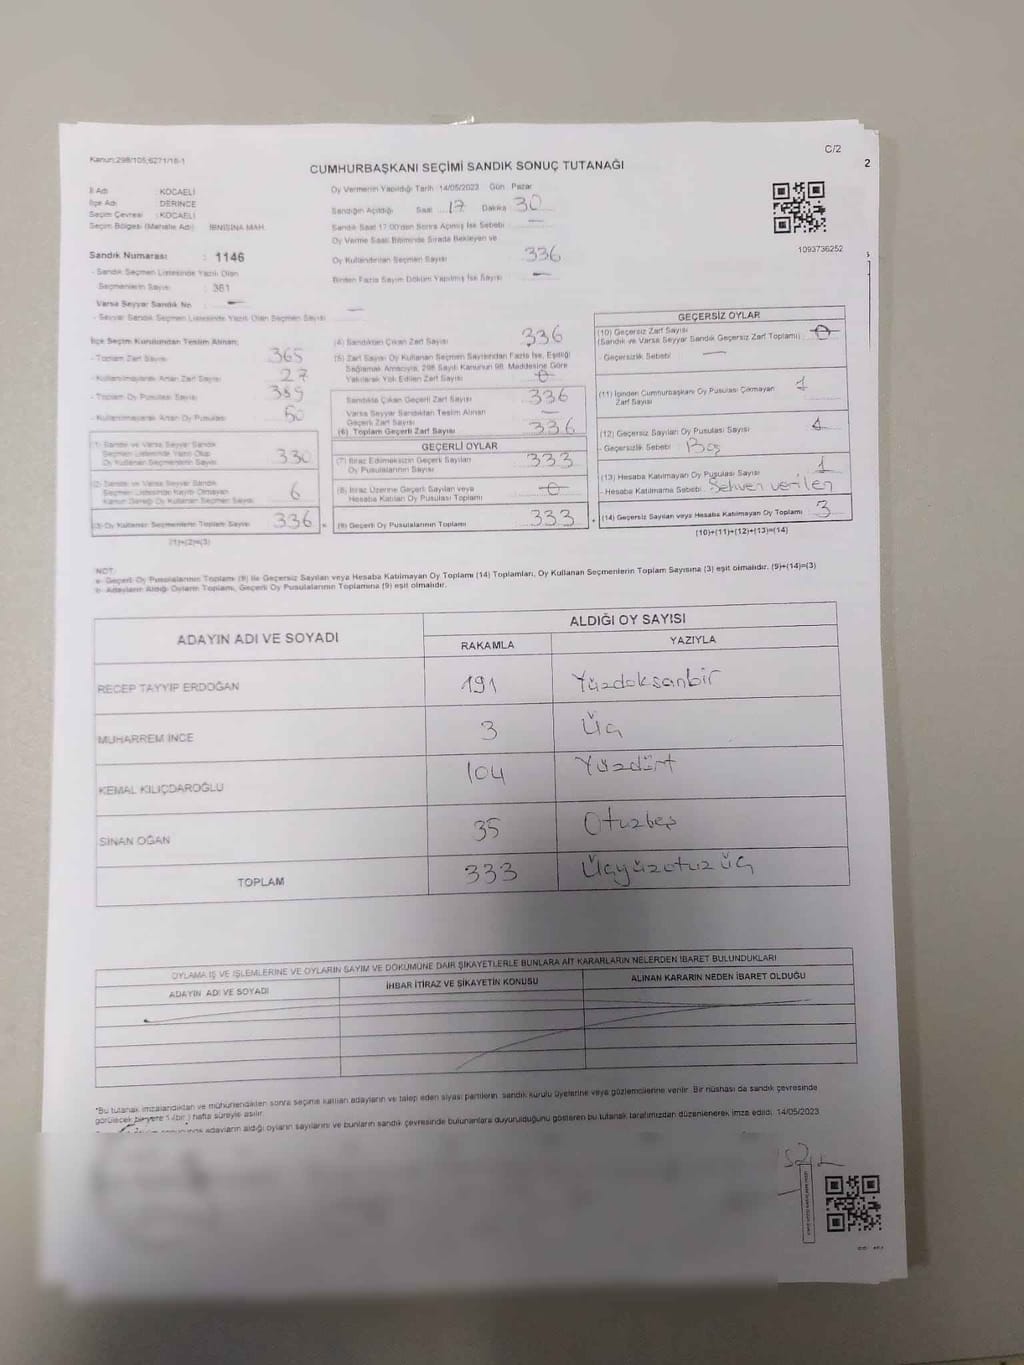 Kanun:298/105;6271/18-1
C/2
2
CUMHURBAŞKANI SEÇİMİ SANDIK SONUÇ TUTANAĞI
İl Adı : KOCAELİ
İlçe Adı : DERİNCE
Seçim Çevresi : KOCAELİ
Seçim Bölgesi (Mahalle Adı) : İBNİSİNA MAH.
Sandık Numarası : 1146
- Sandık Seçmen Listesinde Yazılı Olan
Seçmenlerin Sayısı : 361
Varsa Seyyar Sandık No —
- Seyyar Sandık Seçmen Listesinde Yazılı Olan Seçmen Sayısı —
Oy Vermenin Yapıldığı Tarih :14/05/2023 Gün : Pazar
Sandığın Açıldığı Saat 17 Dakika 30
Sandık Saat 17:00'den Sonra Açılmış İse Sebebi —
Oy Verme Saati Bitiminde Sırada Bekleyen ve
Oy Kullandırılan Seçmen Sayısı 336
Birden Fazla Sayım Döküm Yapılmış İse Sayısı —
1093736252
İlçe Seçim Kurulundan Teslim Alınan;
- Toplam Zarf Sayısı 365
- Kullanılmayarak Artan Zarf Sayısı 27
- Toplam Oy Pusulası Sayısı
- Kullanılmayarak Artan Oy Pusulası
(1) Sandık ve Varsa Seyyar Sandık
Seçmen Listesinde Yazılı Olup
Oy Kullanan Seçmenlerin Sayısı 330
(2) Sandık ve Varsa Seyyar Sandık
Seçmen Listesinde Kaydı Olmayan
Kanun Gereği Oy Kullanan Seçmen Sayısı 6
(3) Oy Kullanan Seçmenlerin Toplam Sayısı 336
(1)+(2)=(3)
(4) Sandıktan Çıkan Zarf Sayısı 336
(5) Zarf Sayısı Oy Kullanan Seçmen Sayısından Fazla İse, Eşitliği
Sağlamak Amacıyla, 298 Sayılı Kanunun 98. Maddesine Göre
Yakılarak Yok Edilen Zarf Sayısı 0
Sandıkta Çıkan Geçerli Zarf Sayısı 336
Varsa Seyyar Sandıktan Teslim Alınan
Geçerli Zarf Sayısı —
(6) Toplam Geçerli Zarf Sayısı 336
GEÇERLİ OYLAR
(7) İtiraz Edilmeksizin Geçerli Sayılan
Oy Pusulalarının Sayısı 333
(8) İtiraz Üzerine Geçerli Sayılan veya
Hesaba Katılan Oy Pusulası Toplamı 0
(9) Geçerli Oy Pusulalarının Toplamı 333
GEÇERSİZ OYLAR
(10) Geçersiz Zarf Sayısı
(Sandık ve Varsa Seyyar Sandık Geçersiz Zarf Toplamı) 0
- Geçersizlik Sebebi : —
(11) İçinden Cumhurbaşkanı Oy Pusulası Çıkmayan
Zarf Sayısı 1
(12) Geçersiz Sayılan Oy Pusulası Sayısı 1
- Geçersizlik Sebebi : Boş
(13) Hesaba Katılmayan Oy Pusulası Sayısı 1
- Hesaba Katılmama Sebebi : Sehven verilen
(14) Geçersiz Sayılan veya Hesaba Katılmayan Oy Toplamı 3
(10)+(11)+(12)+(13)=(14)
NOT:
a- Geçerli Oy Pusulalarının Toplamı (9) ile Geçersiz Sayılan veya Hesaba Katılmayan Oy Toplamı (14) Toplamları, Oy Kullanan Seçmenlerin Toplam Sayısına (3) eşit olmalıdır. (9)+(14)=(3)
b- Adayların Aldığı Oyların Toplamı, Geçerli Oy Pusulalarının Toplamına (9) eşit olmalıdır.
ADAYIN ADI VE SOYADI
ALDIĞI OY SAYISI
RAKAMLA YAZIYLA
RECEP TAYYİP ERDOĞAN 191 Yüzdoksanbir
MUHARREM İNCE 3 Üç
KEMAL KILIÇDAROĞLU 104 Yüzdört
SİNAN OĞAN 35 Otuzbeş
TOPLAM 333 Üçyüzotuzüç
OYLAMA İŞ VE İŞLEMLERİNE VE OYLARIN SAYIM VE DÖKÜMÜNE DAİR ŞİKAYETLERLE BUNLARA AİT KARARLARIN NELERDEN İBARET BULUNDUKLARI
ADAYIN ADI VE SOYADI İHBAR İTİRAZ VE ŞİKAYETİN KONUSU ALINAN KARARIN NEDEN İBARET OLDUĞU
*Bu tutanak imzalandıktan ve mühürlendikten sonra seçime katılan adayların ve talep eden siyasi partilerin, sandık kurulu üyelerine veya gözlemcilerine verilir. Bir nüshası da sandık çevresinde
görülecek bir yere 1 (bir ) hafta süreyle asılır.
adayların aldığı oyların sayılarını ve bunların sandık çevresinde bulunanlara duyurulduğunu gösteren bu tutanak tarafımızdan düzenlenerek imza edildi. 14/05/2023